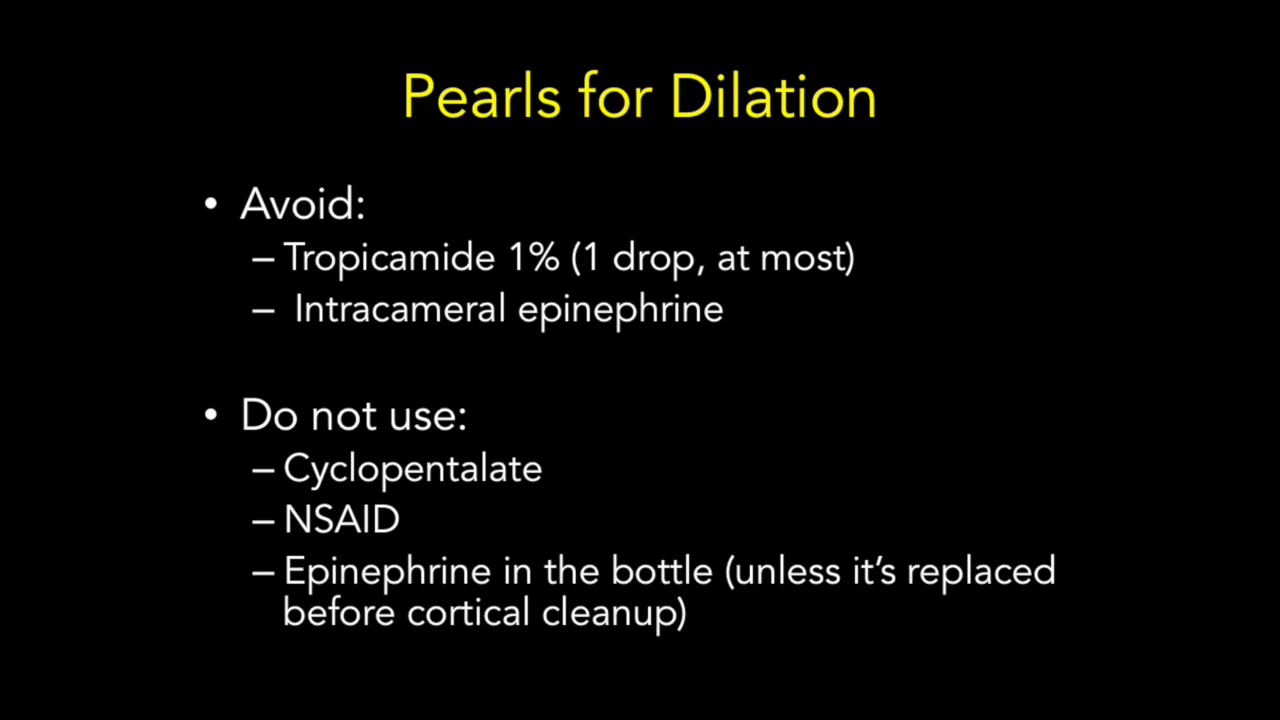 Pearls for Dilation
• Avoid:
– Tropicamide 1% (1 drop, at most)
– Intracameral epinephrine
• Do not use:
– Cyclopentalate
– NSAID
– Epinephrine in the bottle (unless it’s replaced
before cortical cleanup)